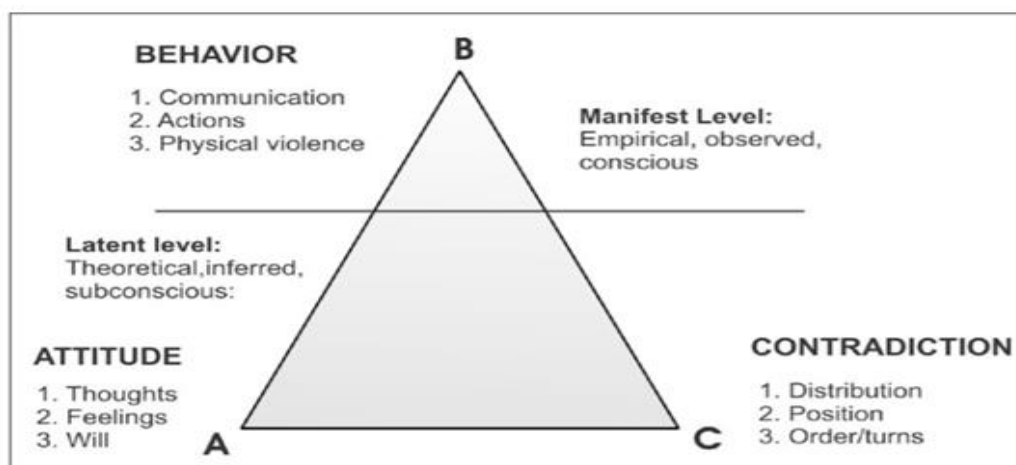 BEHAVIOR
1. Communication
2. Actions
3. Physical violence
B
Manifest Level:
Empirical, observed,
conscious
Latent level:
Theoretical,inferred,
subconscious:
ATTITUDE
1. Thoughts
2. Feelings
3. Will
A
CONTRADICTION
1. Distribution
2. Position
3. Order/turns
C